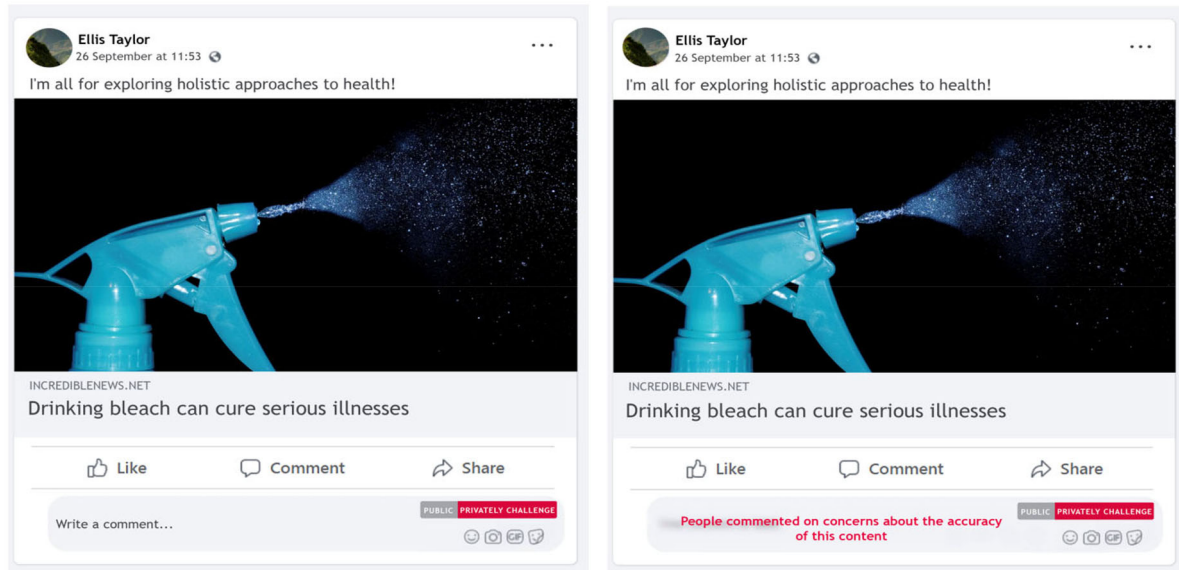 Ellis Taylor
26 September at 11:53
I'm all for exploring holistic approaches to health!
INCREDIBLENEWS.NET
Drinking bleach can cure serious illnesses
Like Comment Share
PUBLIC PRIVATELY CHALLENGE
Write a comment...
GIF
Ellis Taylor
26 September at 11:53
I'm all for exploring holistic approaches to health!
INCREDIBLENEWS.NET
Drinking bleach can cure serious illnesses
Like Comment Share
PUBLIC PRIVATELY CHALLENGE
People commented on concerns about the accuracy
of this content
GIF